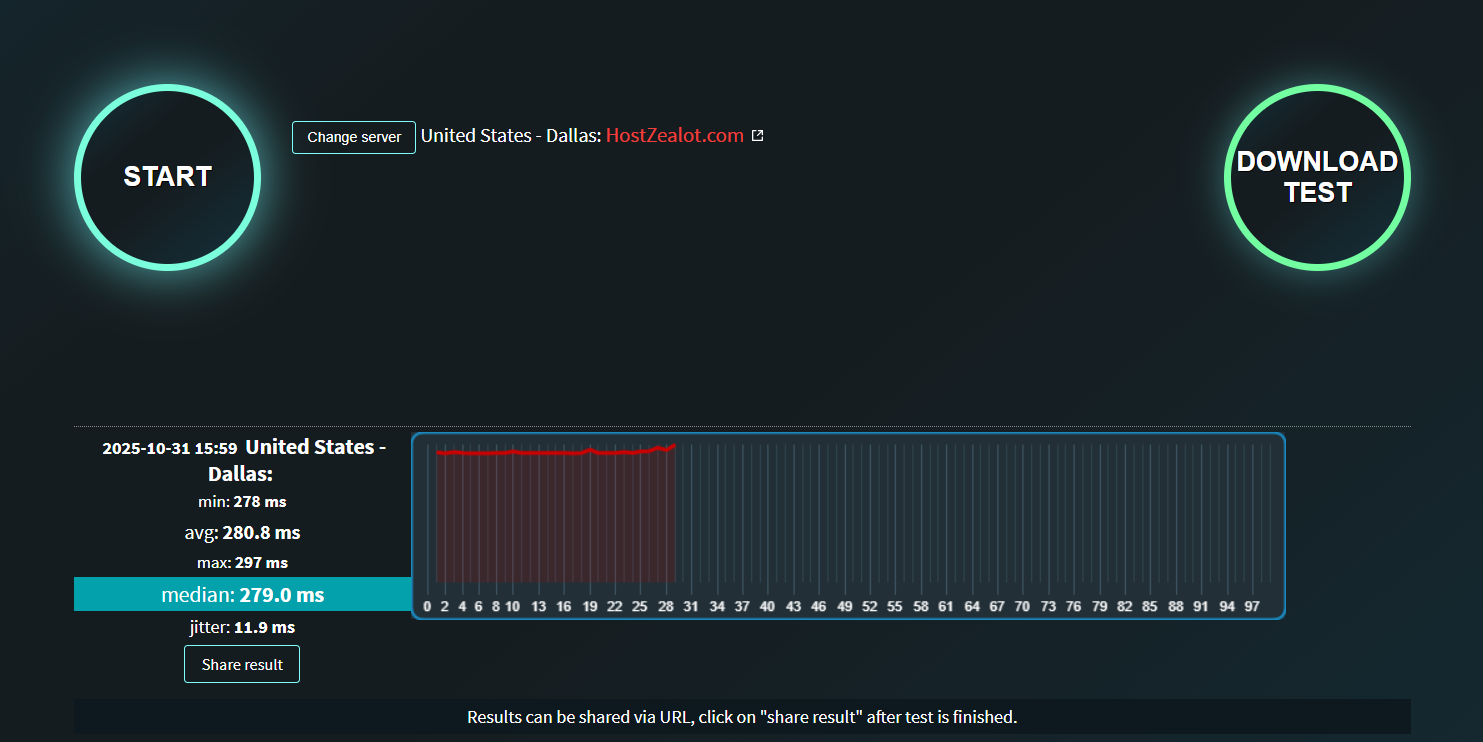 START
Change server United States - Dallas: HostZealot.com
DOWNLOAD
TEST
2025-10-31 15:59 United States -
Dallas:
min: 278 ms
avg: 280.8 ms
max: 297 ms
median: 279.0 ms
jitter: 11.9 ms
Share result
0 2 4 6 8 10 13 16 19 22 25 28 31 34 37 40 43 46 49 52 55 58 61 64 67 70 73 76 79 82 85 88 91 94 97
Results can be shared via URL, click on "share result" after test is finished.